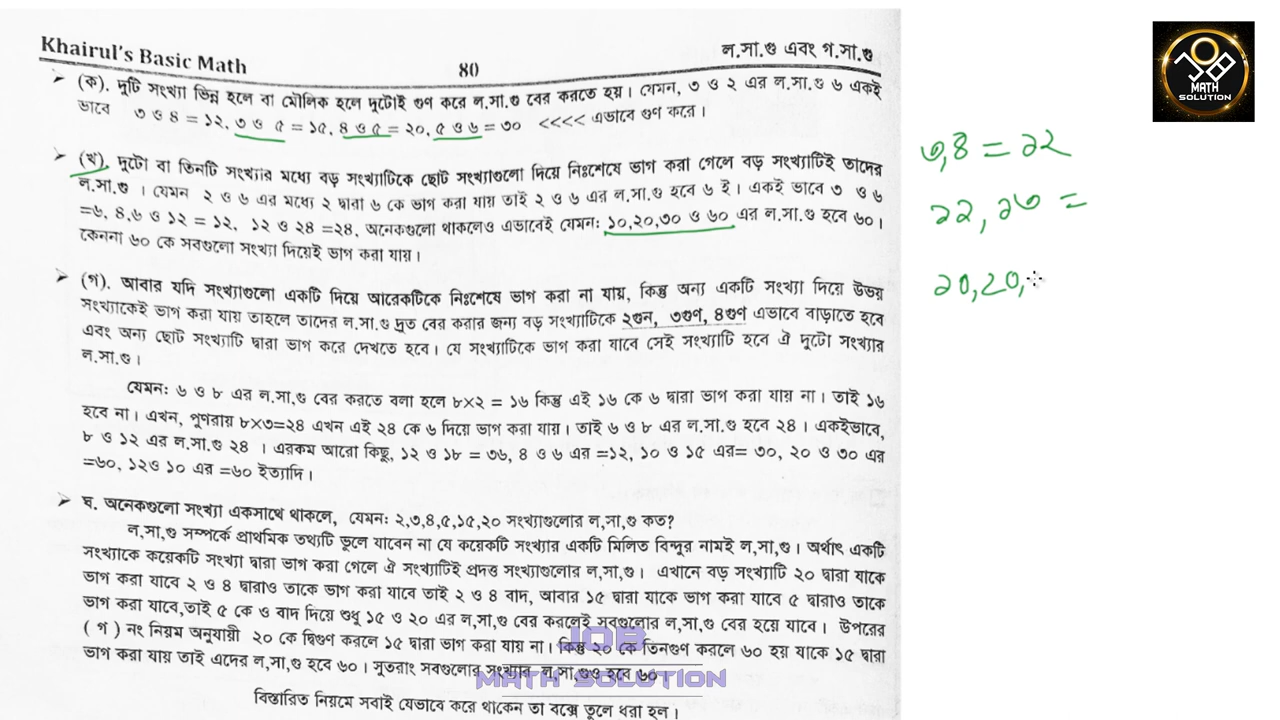 Khairul's Basic Math
80
ল.সা.গু এবং গ.সা.গু
➤ (ক). দুটি সংখ্যা ভিন্ন হলে বা মৌলিক হলে দুটোই গুণ করে ল.সা.গু বের করতে হয়। যেমন, ৩ ও ২ এর ল.সা.গু ৬ একই
ভাবে ৩ ও ৪ = ১২, ৩ ও ৫ = ১৫, ৪ ও ৫ = ২০, ৫ ও ৬ = ৩০ <<<< এভাবে গুণ করে।
➤ (খ). দুটো বা তিনটি সংখ্যার মধ্যে বড় সংখ্যাটিকে ছোট সংখ্যাগুলো দিয়ে নিঃশেষে ভাগ করা গেলে বড় সংখ্যাটিই তাদের
ল.সা.গু । যেমন ২ ও ৬ এর মধ্যে ২ দ্বারা ৬ কে ভাগ করা যায় তাই ২ ও ৬ এর ল.সা.গু হবে ৬ ই। একই ভাবে ৩ ও ৬
=৬, ৪,৬ ও ১২ = ১২, ১২ ও ২৪ =২৪, অনেকগুলো থাকলেও এভাবেই যেমন: ১০,২০,৩০ ও ৬০ এর ল.সা.গু হবে ৬০।
কেননা ৬০ কে সবগুলো সংখ্যা দিয়েই ভাগ করা যায়।
➤ (গ). আবার যদি সংখ্যাগুলো একটি দিয়ে আরেকটিকে নিঃশেষে ভাগ করা না যায়, কিন্তু অন্য একটি সংখ্যা দিয়ে উভয়
সংখ্যাকেই ভাগ করা যায় তাহলে তাদের ল.সা.গু দ্রুত বের করার জন্য বড় সংখ্যাটিকে ২গুন, ৩গুণ, ৪গুণ এভাবে বাড়াতে হবে
এবং অন্য ছোট সংখ্যাটি দ্বারা ভাগ করে দেখতে হবে। যে সংখ্যাটিকে ভাগ করা যাবে সেই সংখ্যাটি হবে ঐ দুটো সংখ্যার
ল.সা.গু।
যেমন: ৬ ও ৮ এর ল.সা,গু বের করতে বলা হলে ৮×২ = ১৬ কিন্তু এই ১৬ কে ৬ দ্বারা ভাগ করা যায় না। তাই ১৬
হবে না। এখন, পুণরায় ৮×৩=২৪ এখন এই ২৪ কে ৬ দিয়ে ভাগ করা যায়। তাই ৬ ও ৮ এর ল.সা.গু হবে ২৪। একইভাবে,
৮ ও ১২ এর ল.সা.গু ২৪ । এরকম আরো কিছু, ১২ ও ১৮ = ৩৬, ৪ ও ৬ এর =১২, ১০ ও ১৫ এর= ৩০, ২০ ও ৩০ এর
=৬০, ১২ও ১০ এর =৬০ ইত্যাদি।
➤ ঘ. অনেকগুলো সংখ্যা একসাথে থাকলে, যেমন: ২,৩,৪,৫,১৫,২০ সংখ্যাগুলোর ল,সা,গু কত?
ল,সা,গু সম্পর্কে প্রাথমিক তথ্যটি ভুলে যাবেন না যে কয়েকটি সংখ্যার একটি মিলিত বিন্দুর নামই ল,সা,গু। অর্থাৎ একটি
সংখ্যাকে কয়েকটি সংখ্যা দ্বারা ভাগ করা গেলে ঐ সংখ্যাটিই প্রদত্ত সংখ্যাগুলোর ল,সা,গু। এখানে বড় সংখ্যাটি ২০ দ্বারা যাকে
ভাগ করা যাবে ২ ও ৪ দ্বারাও তাকে ভাগ করা যাবে তাই ২ ও ৪ বাদ, আবার ১৫ দ্বারা যাকে ভাগ করা যাবে ৫ দ্বারাও তাকে
ভাগ করা যাবে,তাই ৫ কে ও বাদ দিয়ে শুধু ১৫ ও ২০ এর ল,সা,গু বের করলেই সবগুলোর ল,সা,গু বের হয়ে যাবে। উপরের
( গ ) নং নিয়ম অনুযায়ী ২০ কে দ্বিগুণ করলে ১৫ দ্বারা ভাগ করা যায় না। কিন্তু ২০ কে তিনগুণ করলে ৬০ হয় যাকে ১৫ দ্বারা
ভাগ করা যায় তাই এদের ল,সা,গু হবে ৬০। সুতরাং সবগুলোর সংখ্যার ল,সা,গুও হবে ৬০।
বিস্তারিত নিয়মে সবাই যেভাবে করে থাকেন তা বক্সে তুলে ধরা হল।
৩,৪ = ১২
১২, ১৩ =
১০,২০,
MATH
SOLUTION
JOB
MATH SOLUTION